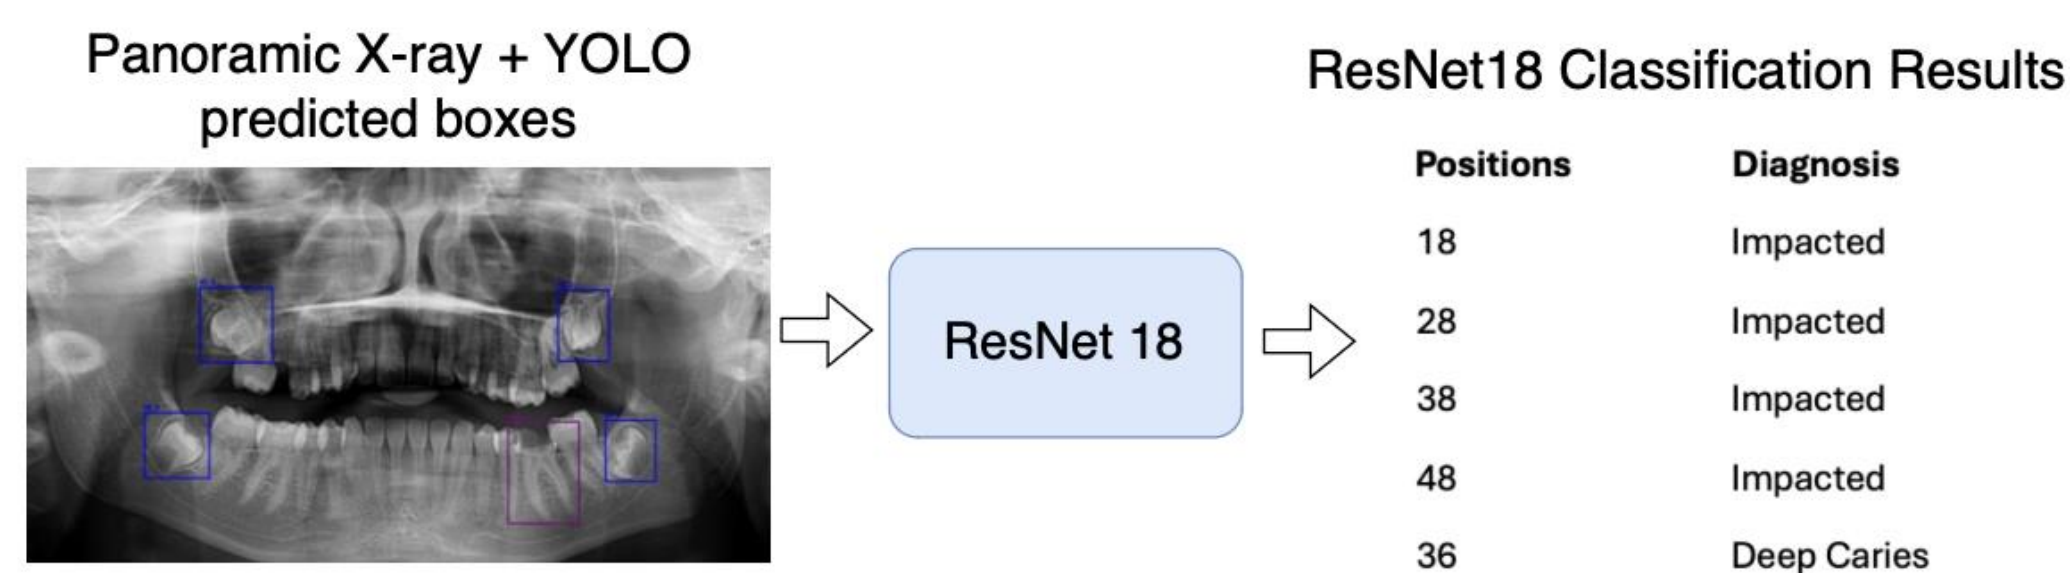 Panoramic X-ray + YOLO
predicted boxes
ResNet 18
ResNet18 Classification Results
Positions Diagnosis
18 Impacted
28 Impacted
38 Impacted
48 Impacted
36 Deep Caries